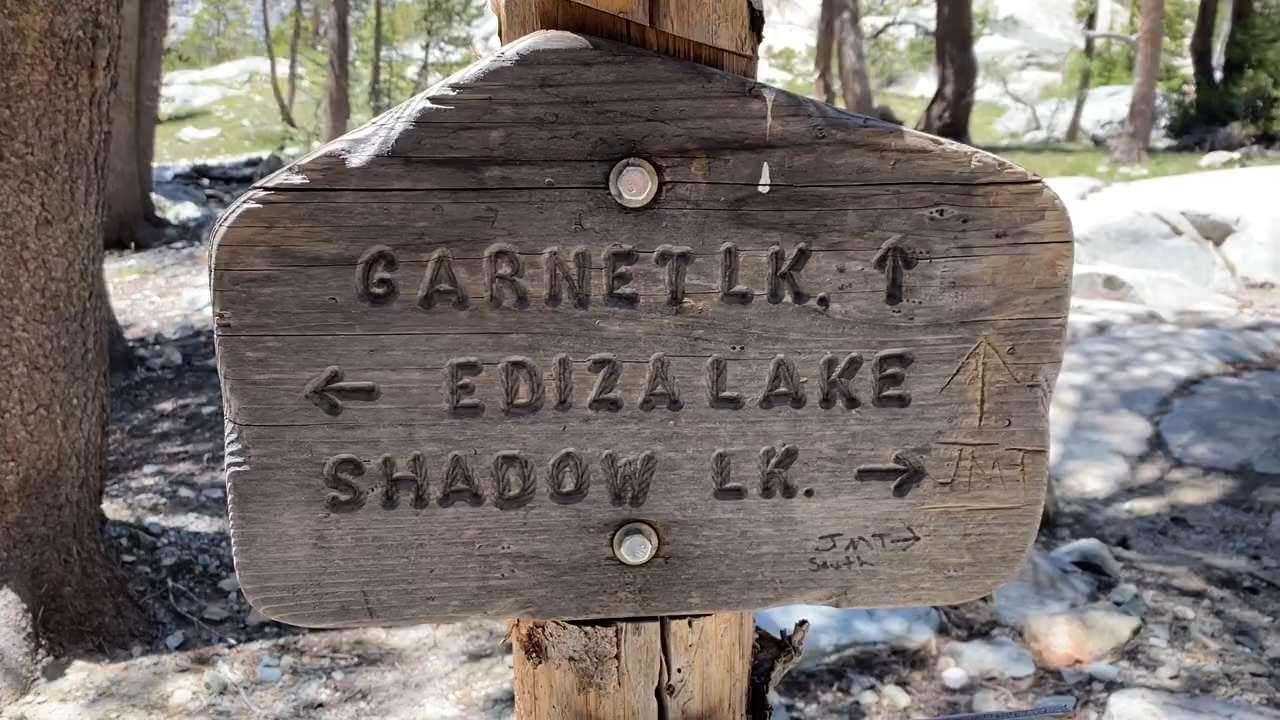 GARNET LK. ↑
← EDIZA LAKE
SHADOW LK. →
JMT
JMT→
South